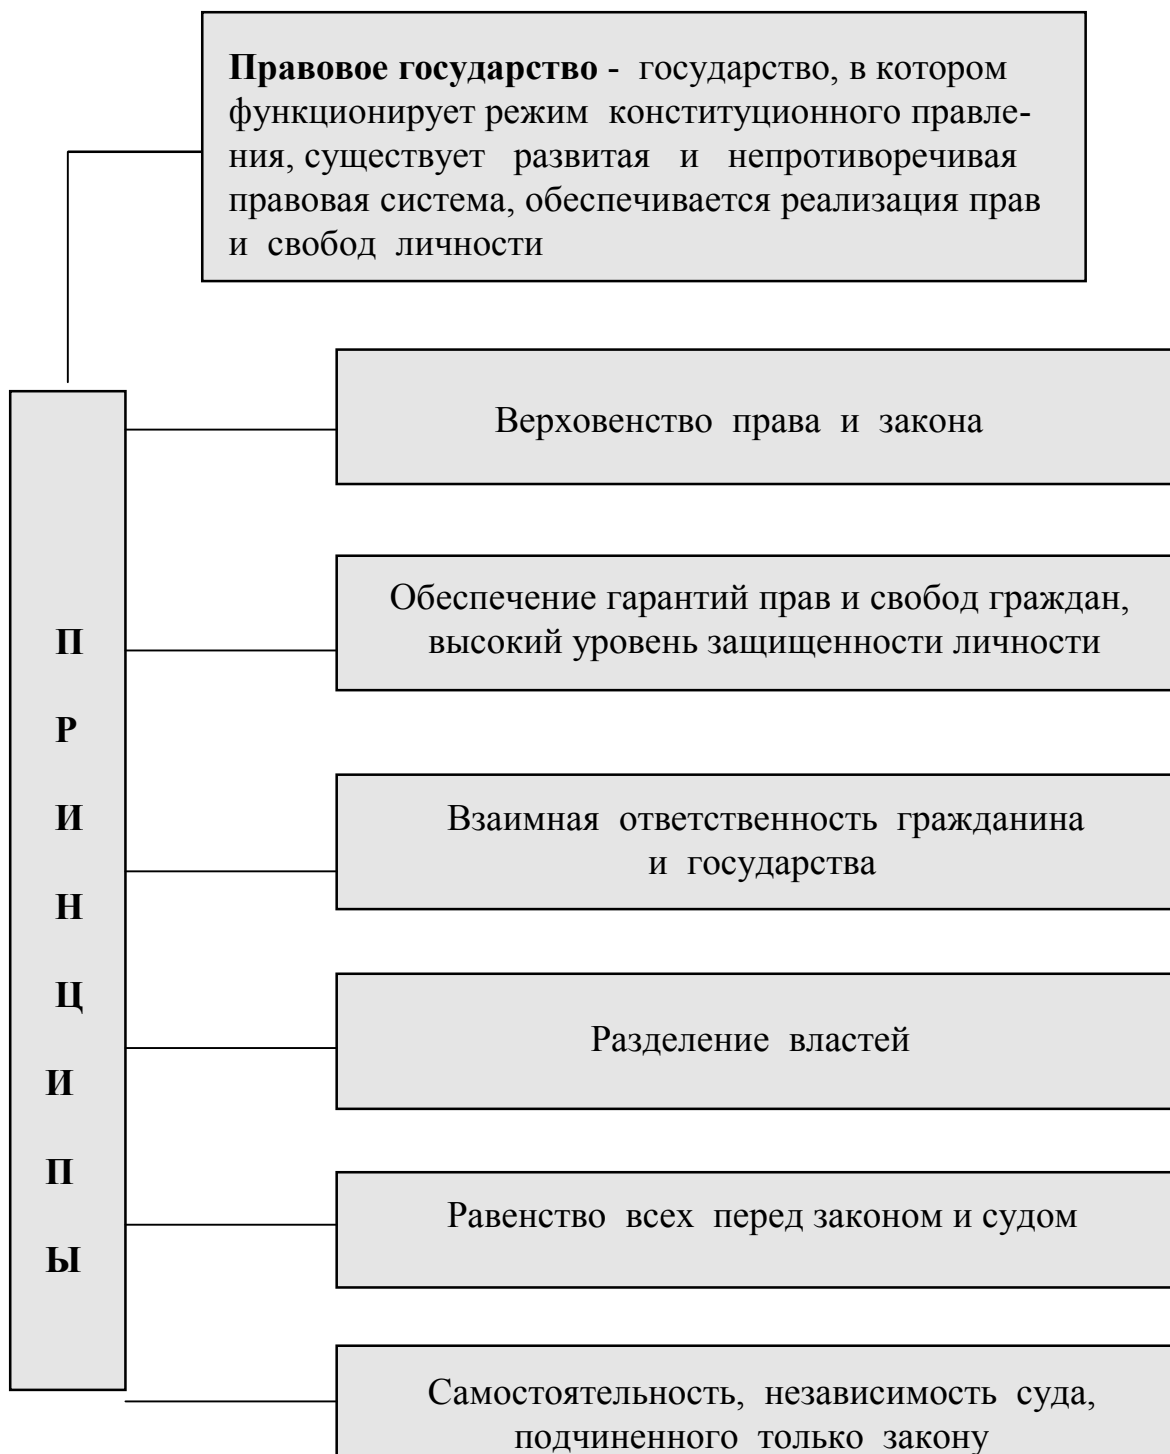 Правовое государство - государство, в котором
функционирует режим конституционного правле-
ния, существует развитая и непротиворечивая
правовая система, обеспечивается реализация прав
и свобод личности
П
Р
И
Н
Ц
И
П
Ы
Верховенство права и закона
Обеспечение гарантий прав и свобод граждан,
высокий уровень защищенности личности
Взаимная ответственность гражданина
и государства
Разделение властей
Равенство всех перед законом и судом
Самостоятельность, независимость суда,
подчиненного только закону